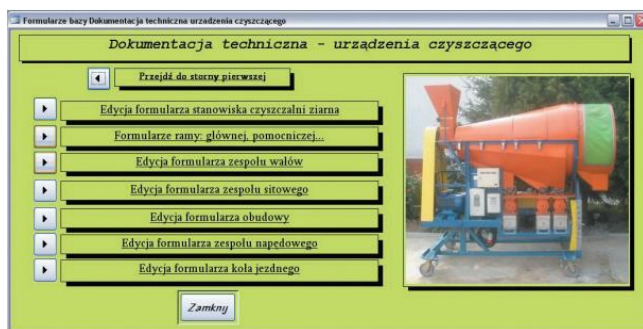 Formularze bazy Dokumentacja techniczna urzadzenia czyszczącego
Dokumentacja techniczna - urządzenia czyszczącego
Przejdź do storny pierwszej
Edycja formularza stanowiska czyszczalni ziarna
Formularze ramy: głównej, pomocniczej...
Edycja formularza zespołu wałów
Edycja formularza zespołu sitowego
Edycja formularza obudowy
Edycja formularza zespołu napędowego
Edycja formularza koła jezdnego
Zamkny